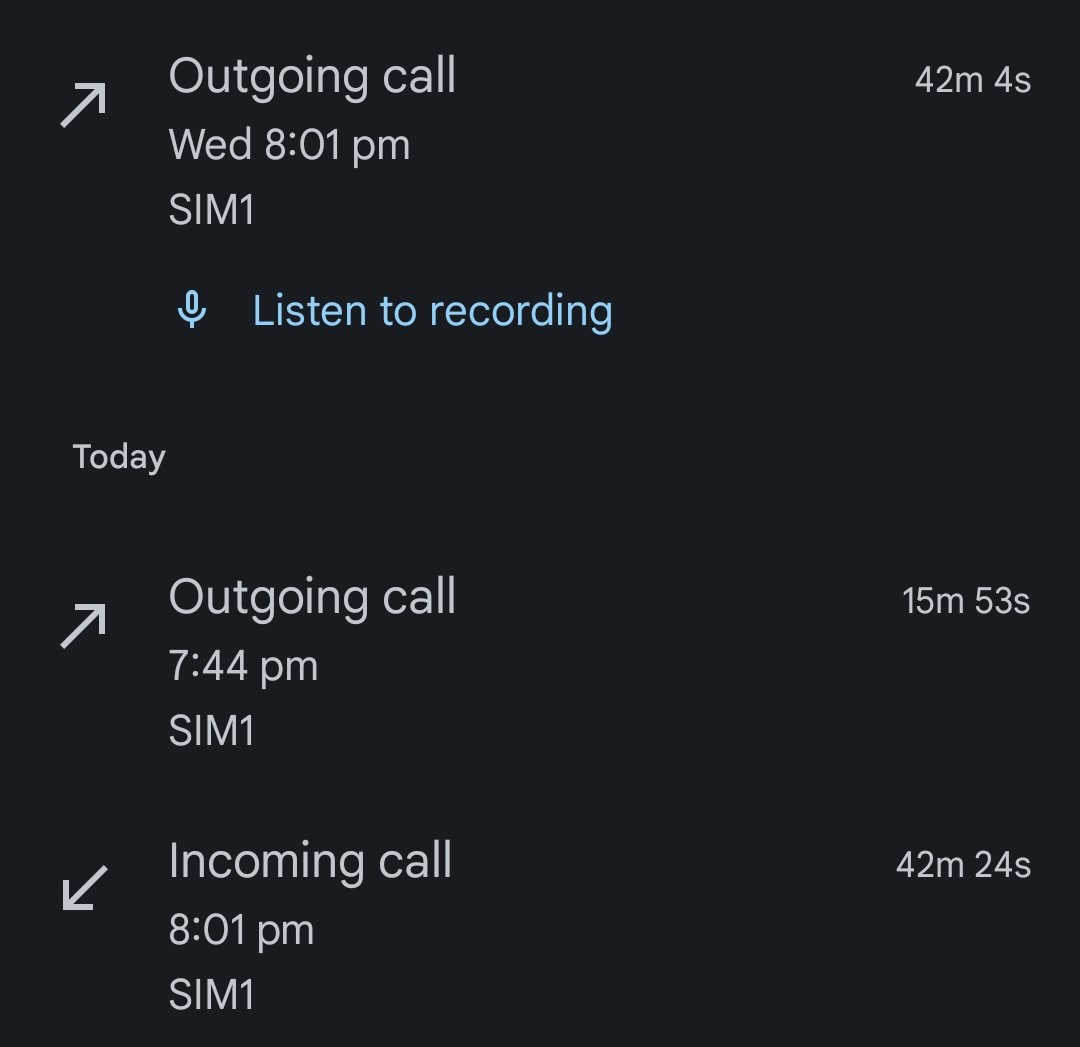 Outgoing call 42m 4s
Wed 8:01 pm
SIM1
Listen to recording
Today
Outgoing call 15m 53s
7:44 pm
SIM1
Incoming call 42m 24s
8:01 pm
SIM1